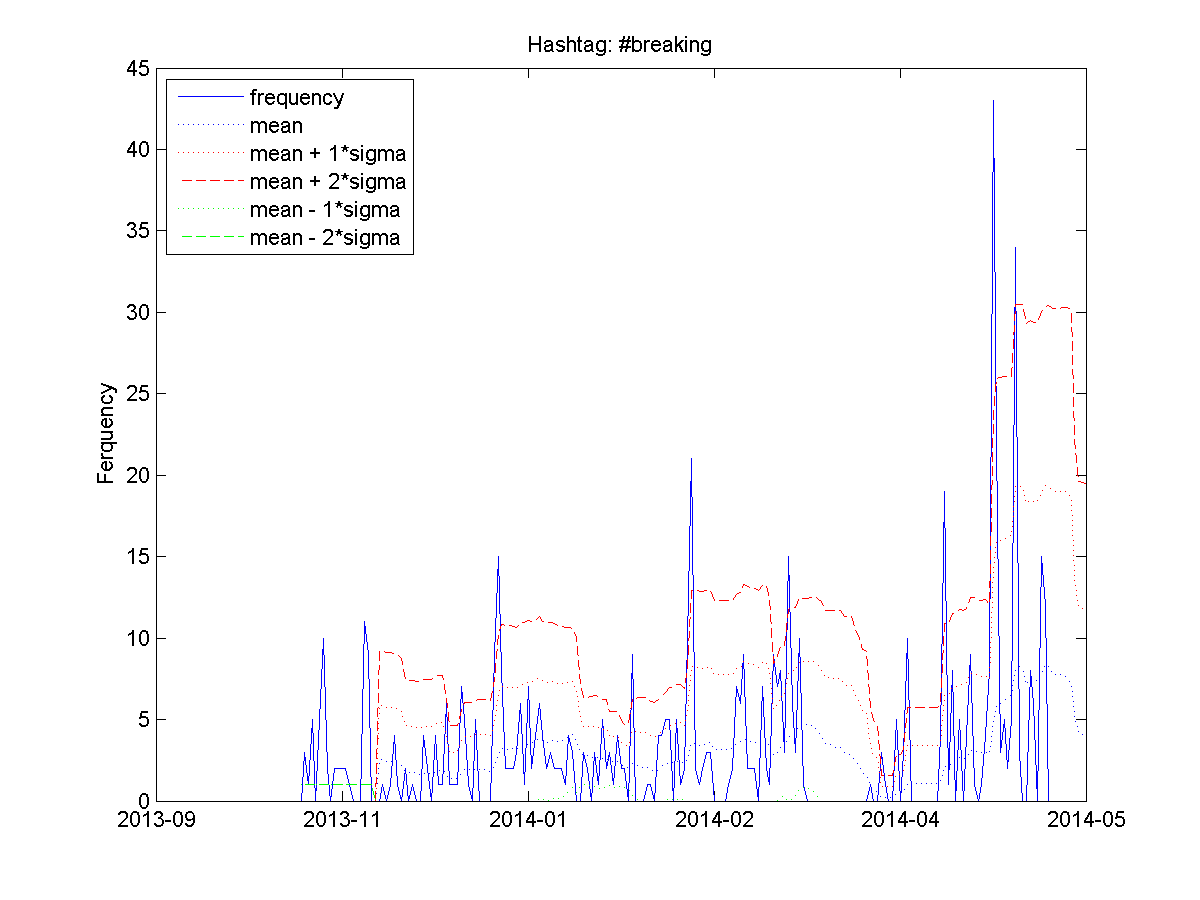 Hashtag: #breaking
45
40
35
30
25
20
15
10
5
0
Ferquency
frequency
mean
mean + 1*sigma
mean + 2*sigma
mean - 1*sigma
mean - 2*sigma
2013-09 2013-11 2014-01 2014-02 2014-04 2014-05